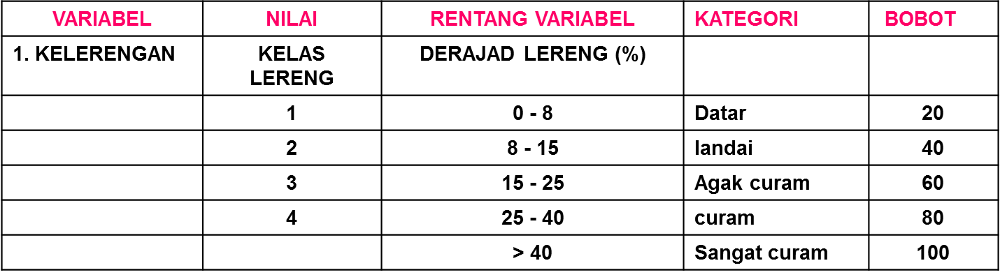 VARIABEL NILAI RENTANG VARIABEL KATEGORI BOBOT
1. KELERENGAN KELAS LERENG DERAJAD LERENG (%)
1 0 - 8 Datar 20
2 8 - 15 landai 40
3 15 - 25 Agak curam 60
4 25 - 40 curam 80
> 40 Sangat curam 100